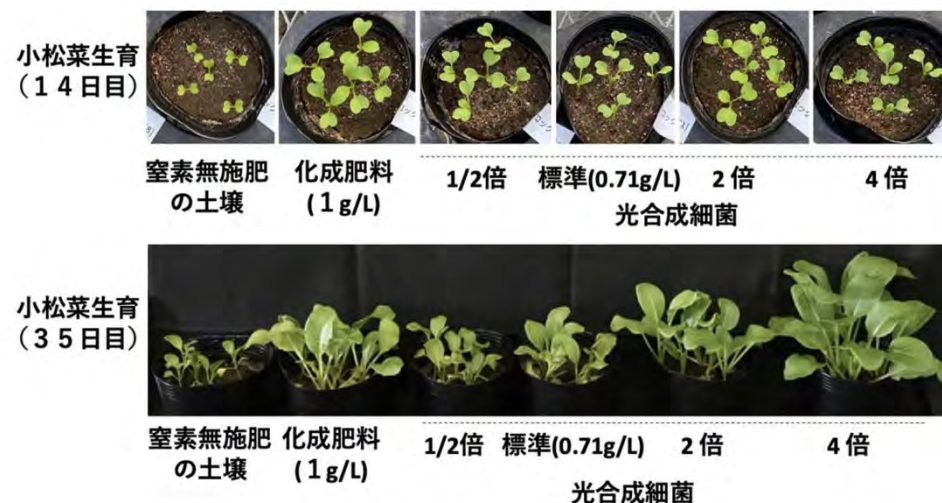 小松菜生育
(14日目)
窒素無施肥
の土壌
化成肥料
(1g/L)
1/2倍
標準(0.71g/L)
2倍
4倍
光合成細菌
小松菜生育
(35日目)
窒素無施肥
の土壌
化成肥料
(1g/L)
1/2倍
標準(0.71g/L)
2倍
4倍
光合成細菌